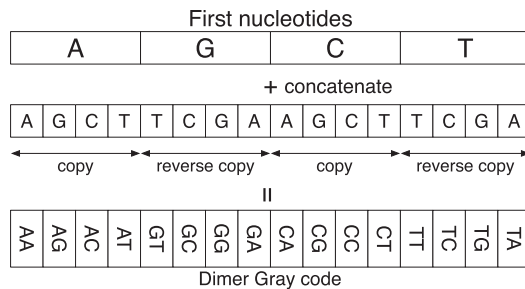 First nucleotides
A G C T
+ concatenate
A G C T T C G A A G C T T C G A
copy reverse copy copy reverse copy
=
AA AG AC AT GT GC GG GA CA CG CC CT TT TC TG TA
Dimer Gray code